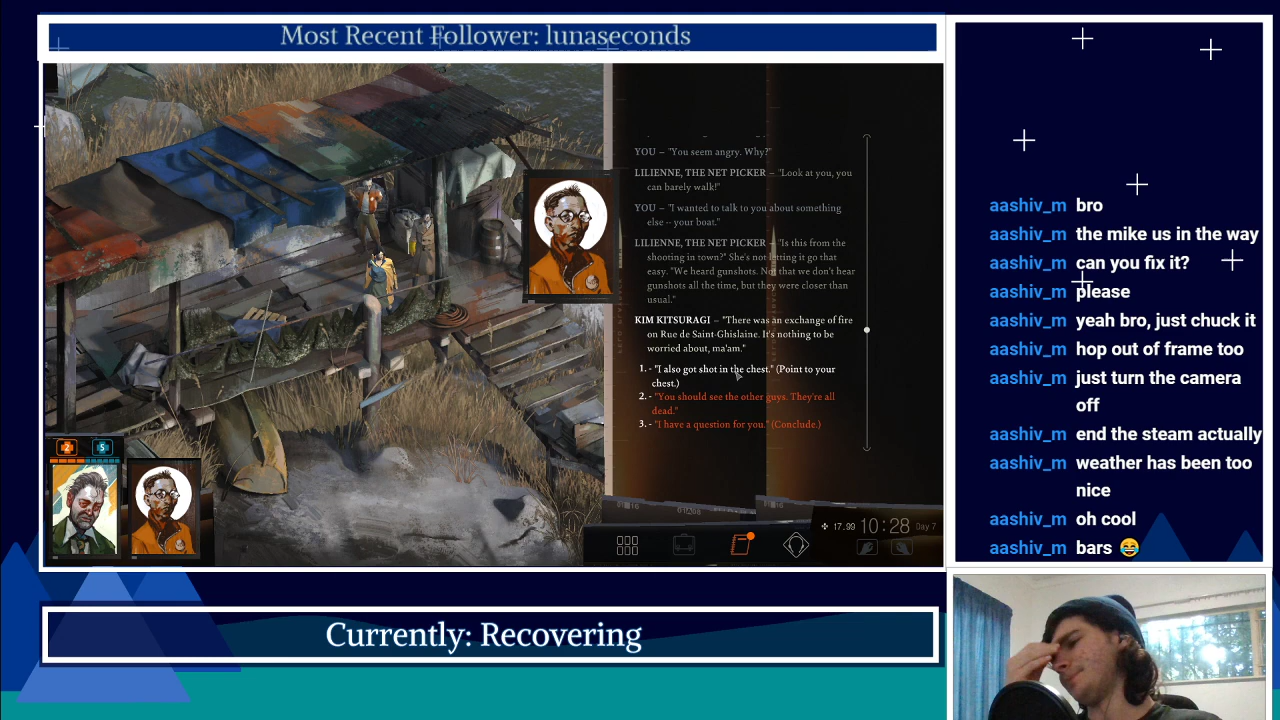 Most Recent Follower: lunaseconds
YOU – "You seem angry. Why?"
LILIENNE, THE NET PICKER – "Look at you, you
can barely walk!"
YOU – "I wanted to talk to you about something
else -- your boat."
LILIENNE, THE NET PICKER – "Is this from the
shooting in town?" She's not letting it go that
easy. "We heard gunshots. Not that we don't hear
gunshots all the time, but they were closer than
usual."
KIM KITSURAGI – "There was an exchange of fire
on Rue de Saint-Ghislaine. It's nothing to be
worried about, ma'am."
1. - "I also got shot in the chest." (Point to your
chest.)
2. - "You should see the other guys. They're all
dead."
3. - "I have a question for you." (Conclude.)
2 5
17.99 10:28 Day 7
Currently: Recovering
aashiv_m bro
aashiv_m the mike us in the way
aashiv_m can you fix it?
aashiv_m please
aashiv_m yeah bro, just chuck it
aashiv_m hop out of frame too
aashiv_m just turn the camera
off
aashiv_m end the steam actually
aashiv_m weather has been too
nice
aashiv_m oh cool
aashiv_m bars 😂